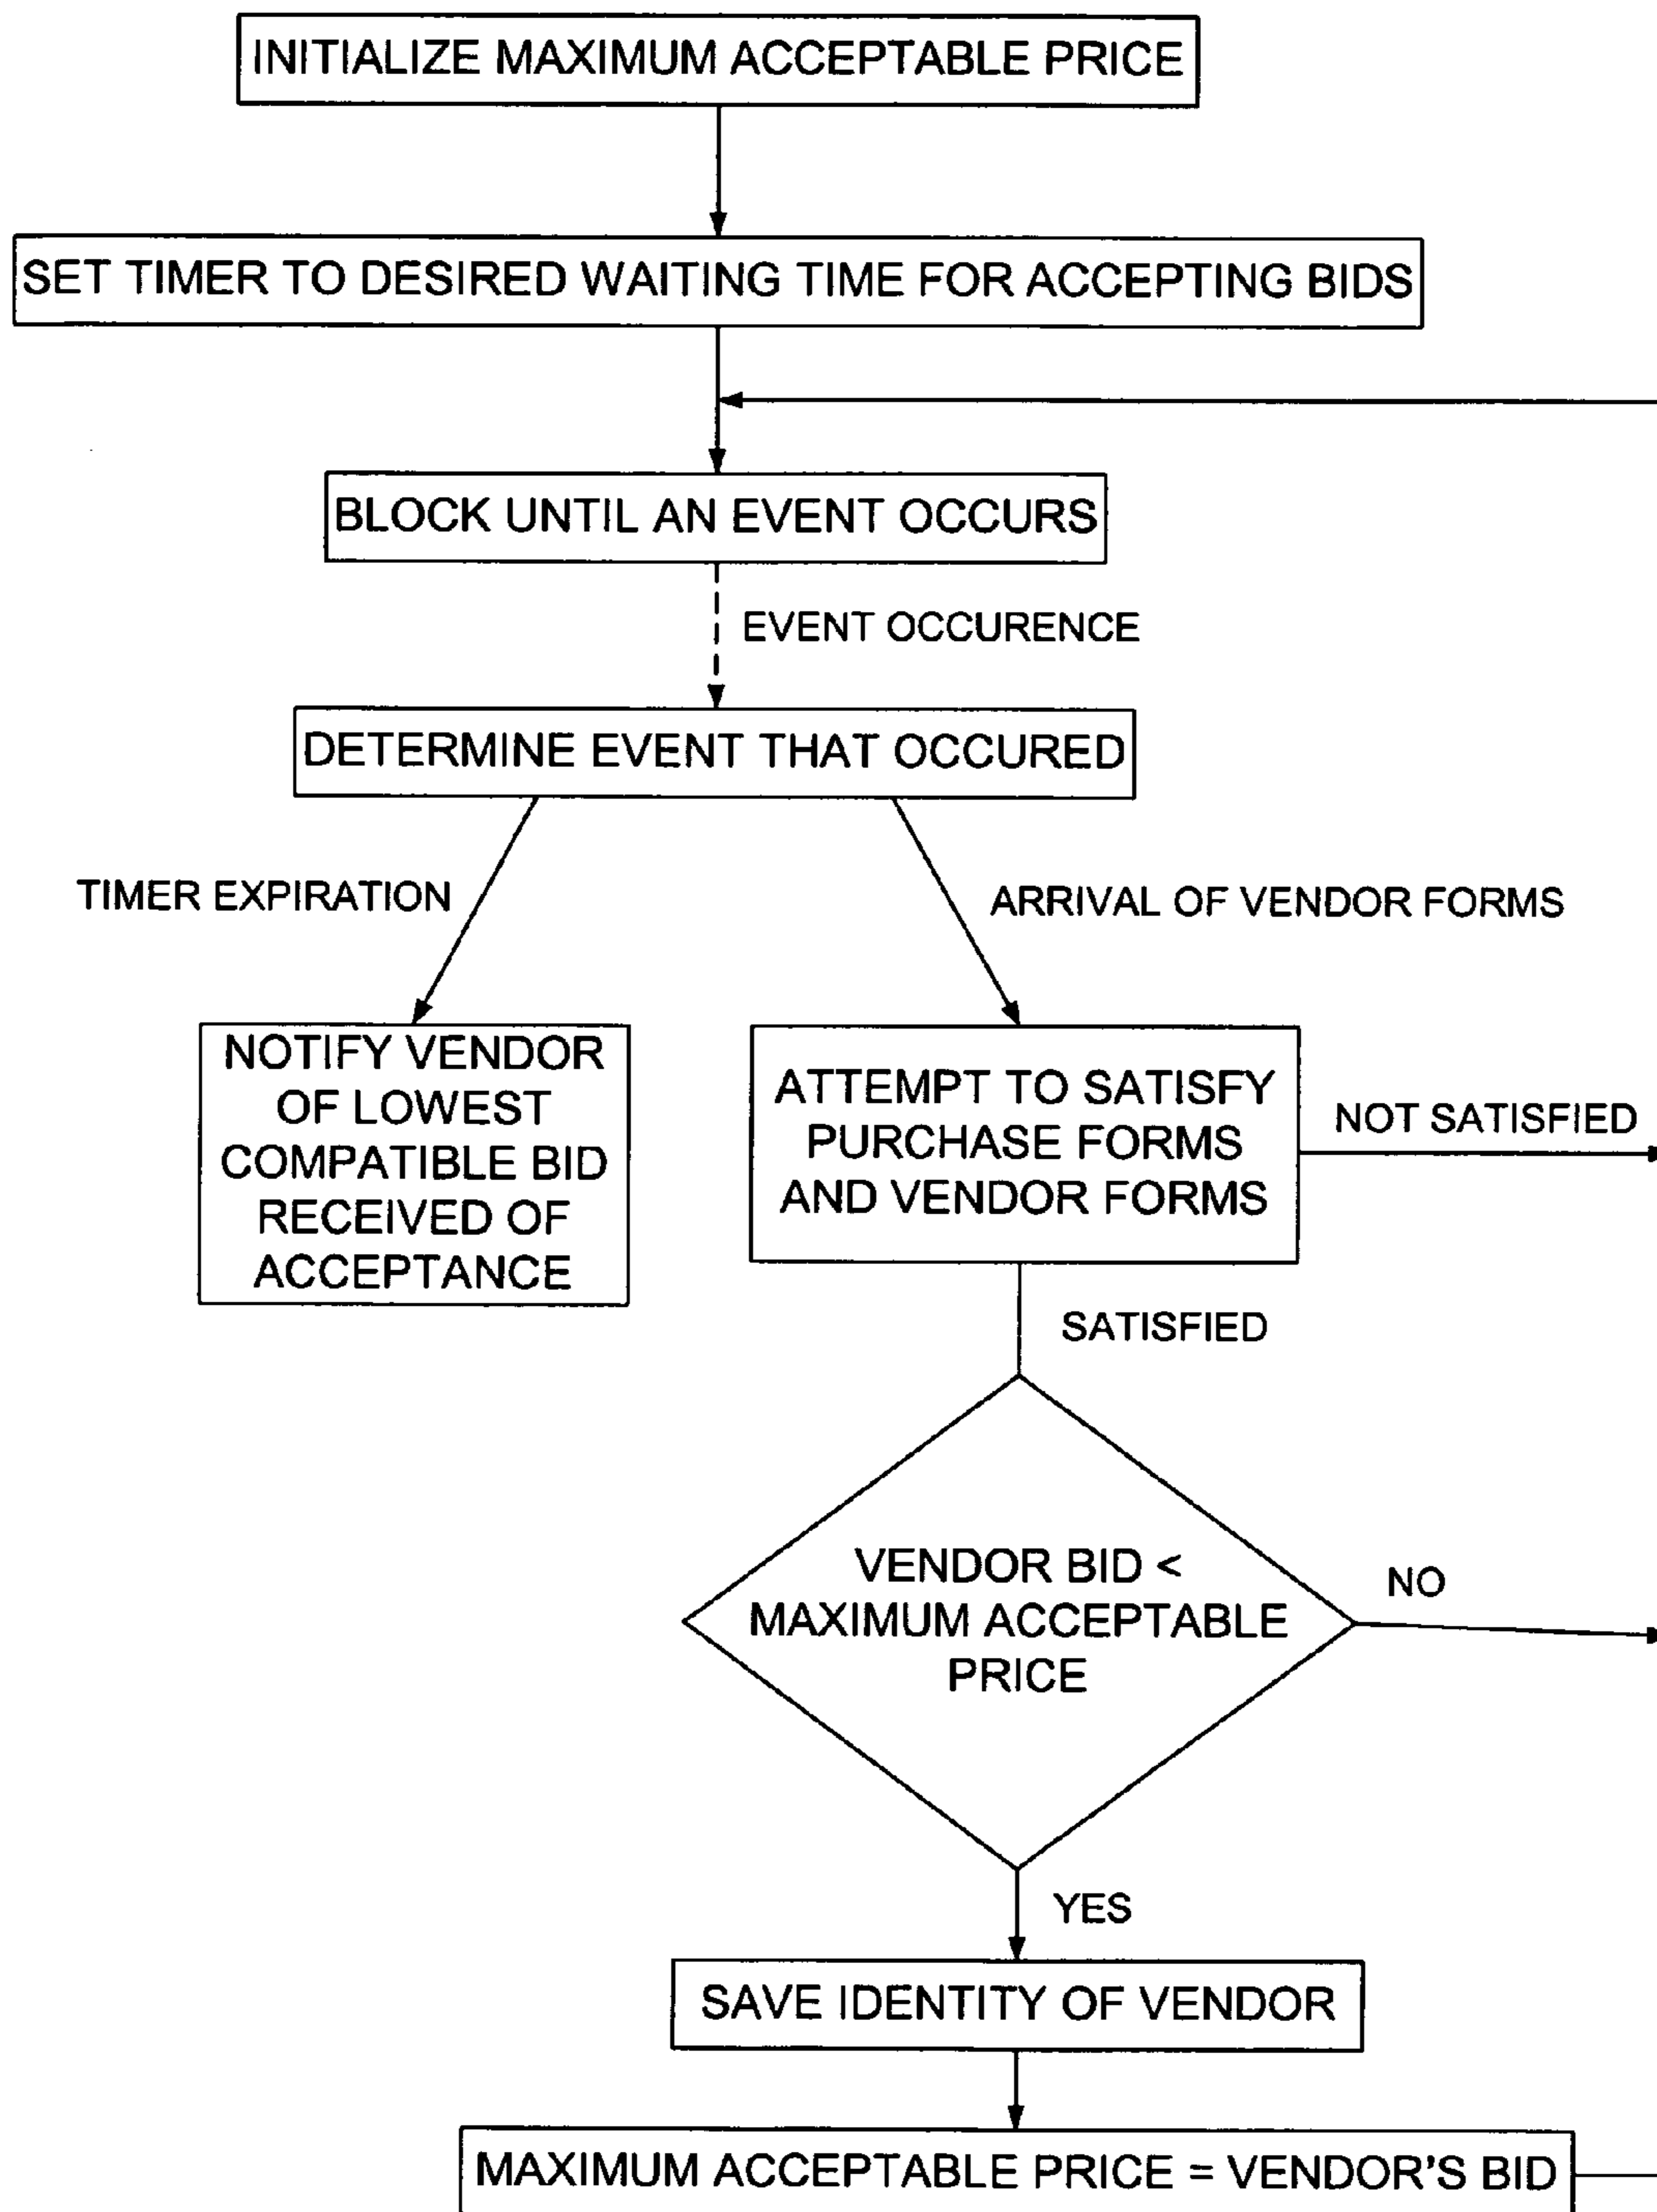 INITIALIZE MAXIMUM ACCEPTABLE PRICE
SET TIMER TO DESIRED WAITING TIME FOR ACCEPTING BIDS
BLOCK UNTIL AN EVENT OCCURS
EVENT OCCURENCE
DETERMINE EVENT THAT OCCURED
TIMER EXPIRATION
ARRIVAL OF VENDOR FORMS
NOTIFY VENDOR
OF LOWEST
COMPATIBLE BID
RECEIVED OF
ACCEPTANCE
ATTEMPT TO SATISFY
PURCHASE FORMS
AND VENDOR FORMS
NOT SATISFIED
SATISFIED
VENDOR BID <
MAXIMUM ACCEPTABLE
PRICE
NO
YES
SAVE IDENTITY OF VENDOR
MAXIMUM ACCEPTABLE PRICE = VENDOR'S BID